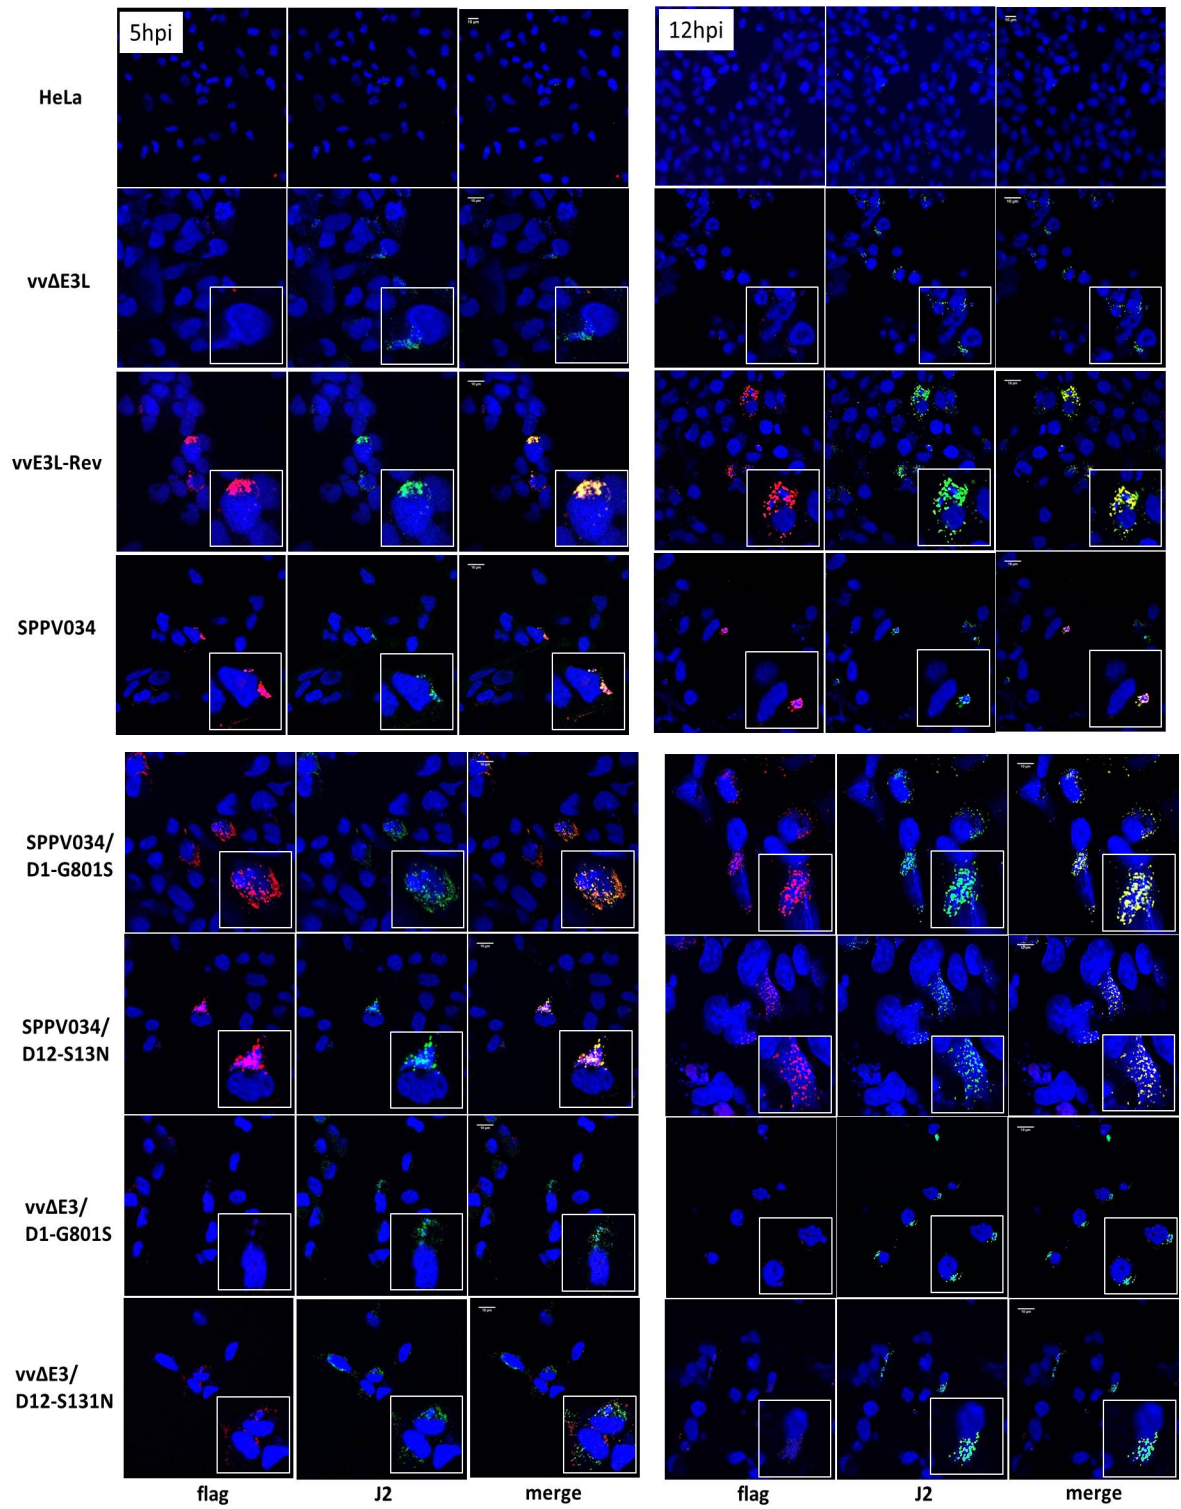 5hpi
12hpi
HeLa
vvΔE3L
vvE3L-Rev
SPPV034
SPPV034/
D1-G801S
SPPV034/
D12-S13N
vvΔE3/
D1-G801S
vvΔE3/
D12-S131N
flag
J2
merge
flag
J2
merge